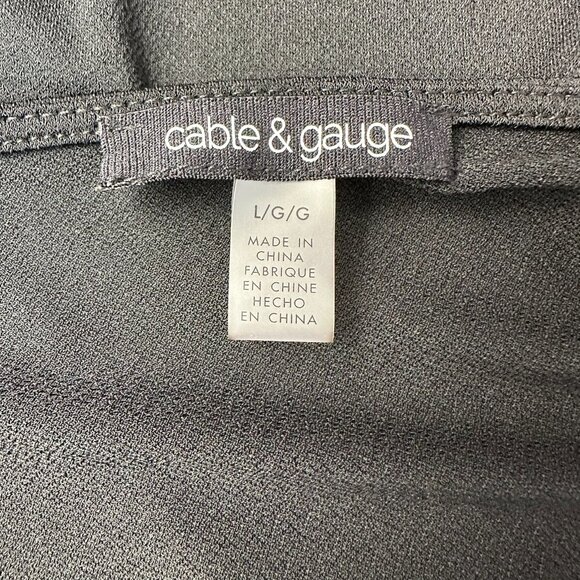 cable & gauge
L/G/G
MADE IN
CHINA
FABRIQUE
EN CHINE
HECHO
EN CHINA